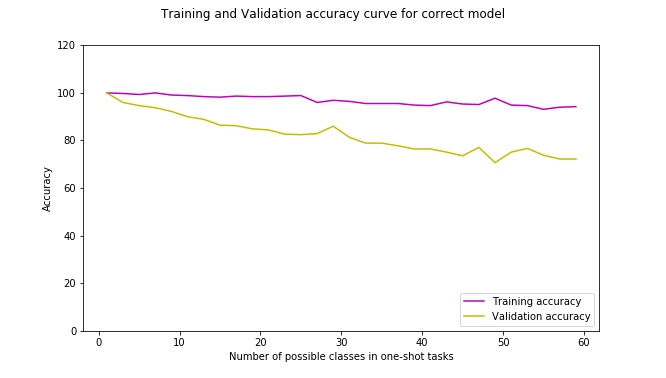 Training and Validation accuracy curve for correct model
120
100
80
60
40
20
0
Accuracy
0 10 20 30 40 50 60
Number of possible classes in one-shot tasks
Training accuracy
Validation accuracy